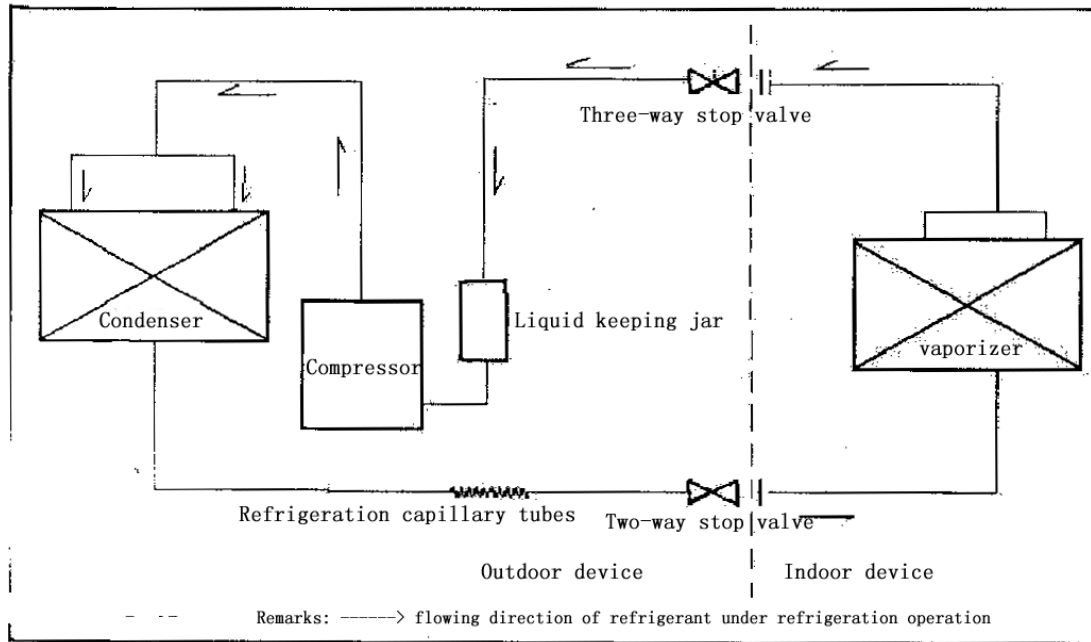 Three-way stop valve
Condenser
Compressor
Liquid keeping jar
vaporizer
Refrigeration capillary tubes
Two-way stop valve
Outdoor device
Indoor device
Remarks: ------> flowing direction of refrigerant under refrigeration operation